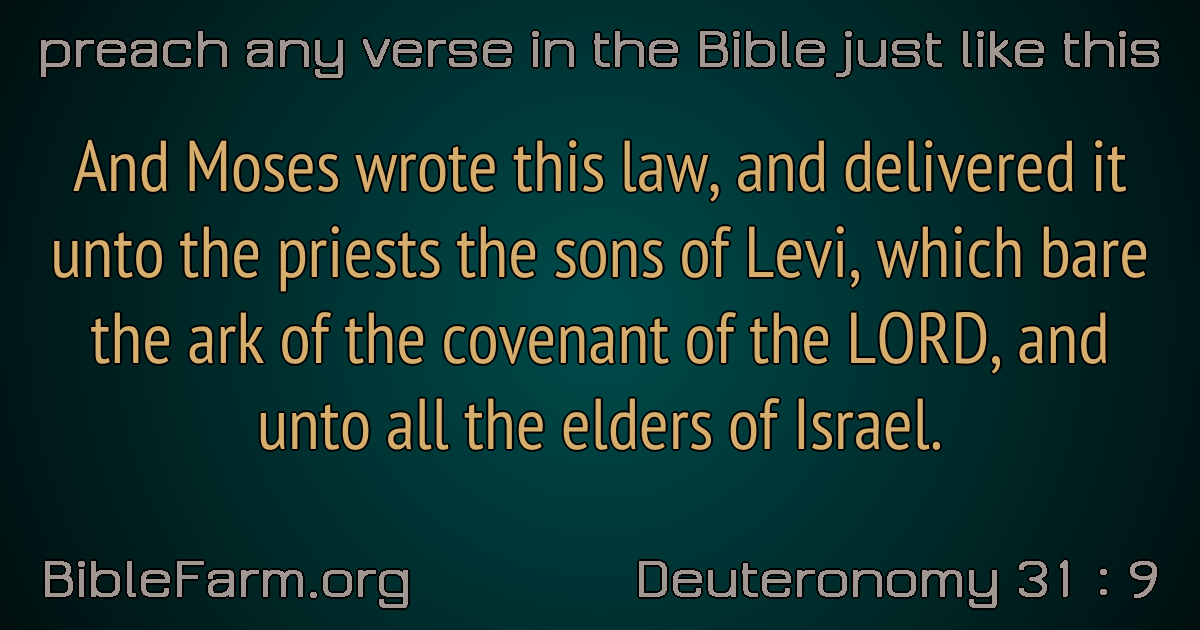 preach any verse in the Bible just like this
And Moses wrote this law, and delivered it
unto the priests the sons of Levi, which bare
the ark of the covenant of the LORD, and
unto all the elders of Israel.
BibleFarm.org
Deuteronomy 31 : 9